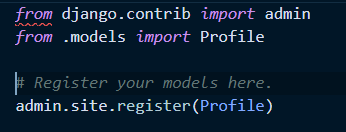 from django.contrib import admin
from .models import Profile
# Register your models here.
admin.site.register(Profile)